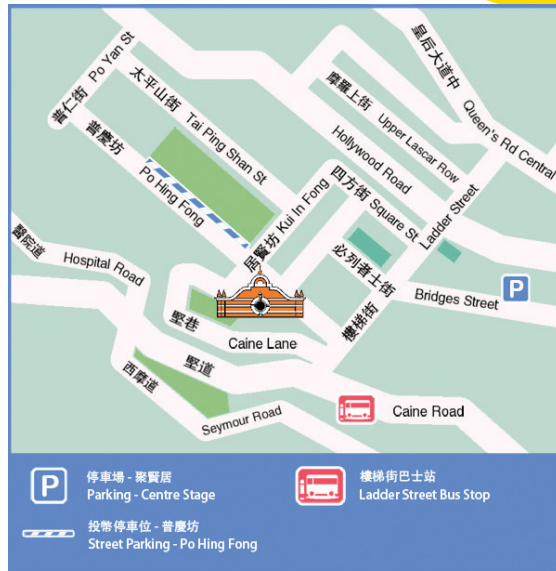 普仁街 Po Yan St
太平山街 Tai Ping Shan St
普慶坊
Po Hing Fong
皇后大道中
Queen's Rd Central
摩羅上街
Upper Lascar Row
Hollywood Road
四方街 Square St
Ladder Street
居賢坊 Kui In Fong
必列者士街
Bridges Street
P
樓梯街
醫院道
Hospital Road
堅巷
Caine Lane
堅道
Caine Road
西摩道
Seymour Road
P
停車場 - 聚賢居
Parking - Centre Stage
樓梯街巴士站
Ladder Street Bus Stop
投幣停車位 - 普慶坊
Street Parking - Po Hing Fong